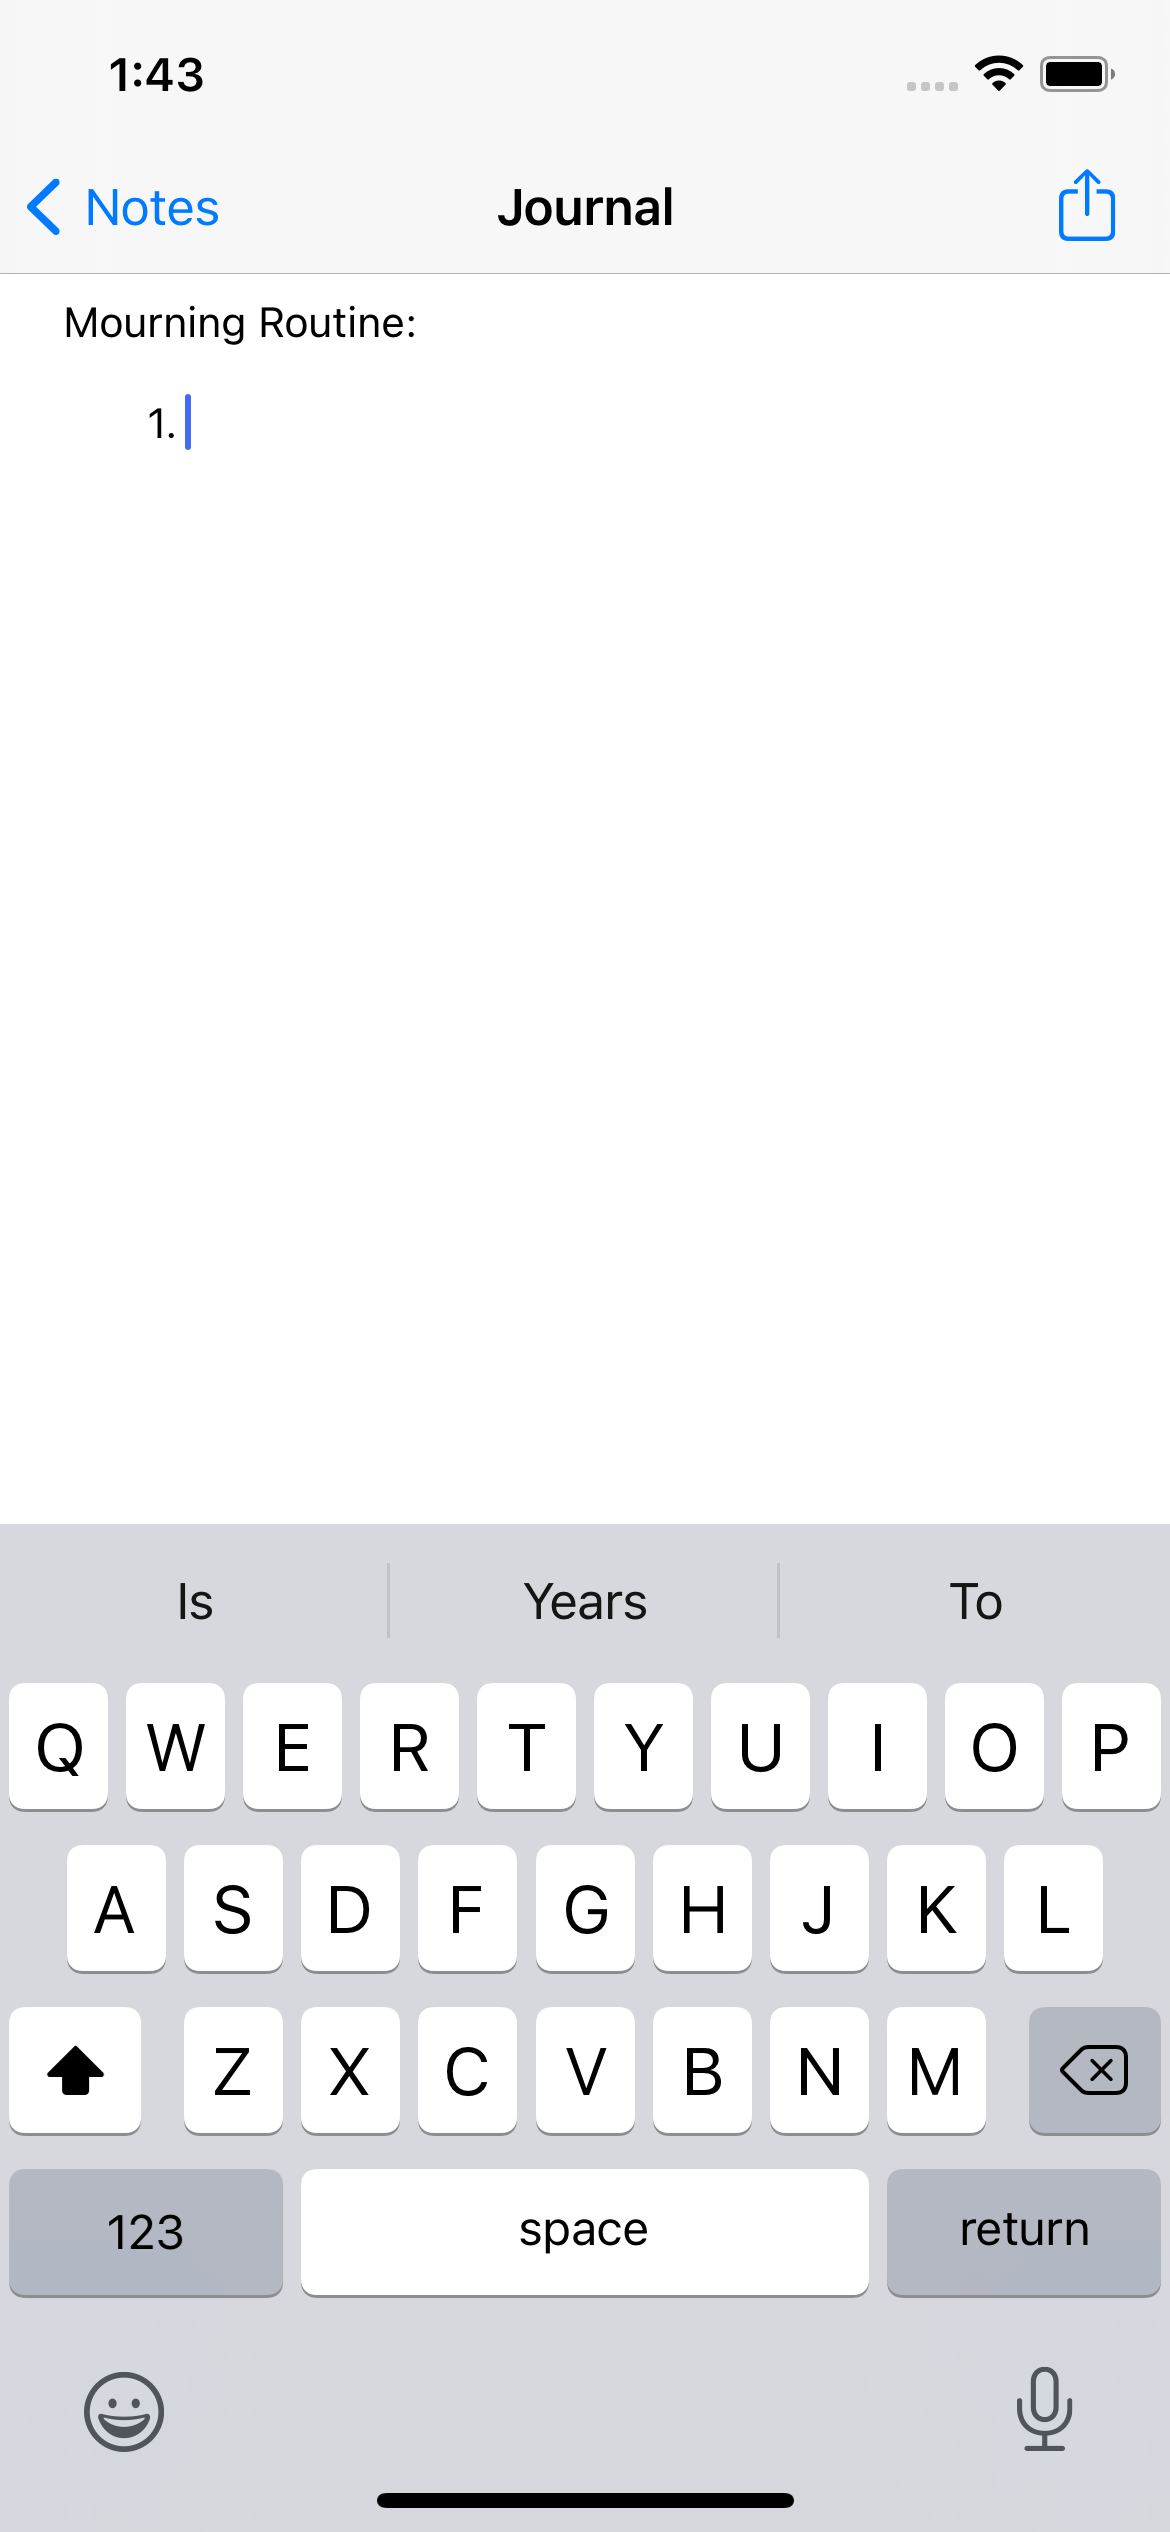 1:43
Notes Journal
Mourning Routine:
1.
Is Years To
Q W E R T Y U I O P
A S D F G H J K L
Z X C V B N M
123 space return